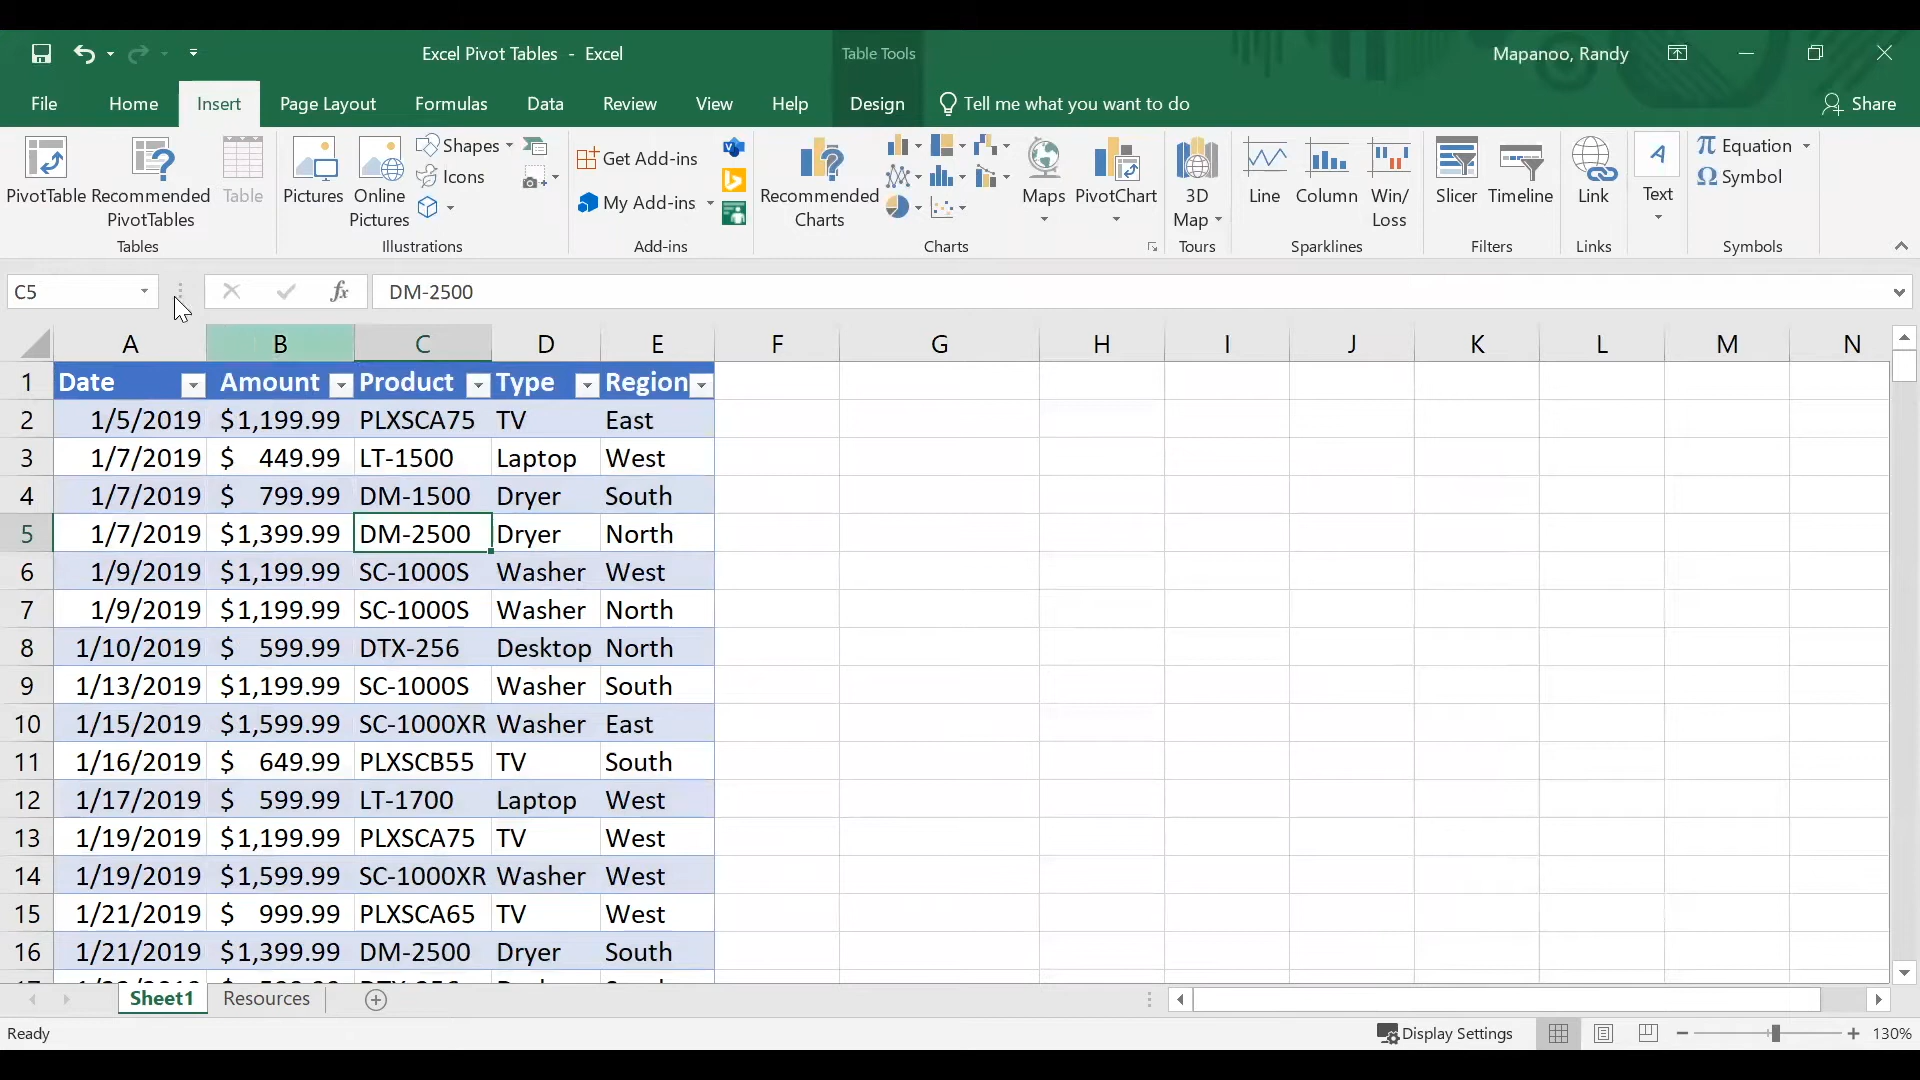 Excel Pivot Tables - Excel
Table Tools
Mapanoo, Randy
File Home Insert Page Layout Formulas Data Review View Help Design Tell me what you want to do Share
PivotTable
Recommended
PivotTables
Table
Tables
Pictures
Online
Pictures
Shapes
Icons
Illustrations
Get Add-ins
My Add-ins
Add-ins
Recommended
Charts
Maps
PivotChart
Charts
3D
Map
Tours
Line
Column
Win/
Loss
Sparklines
Slicer
Timeline
Filters
Link
Links
A
Text
π Equation
Ω Symbol
Symbols
C5 fx DM-2500
A B C D E F G H I J K L M N
1 Date Amount Product Type Region
2 1/5/2019 $1,199.99 PLXSCA75 TV East
3 1/7/2019 $ 449.99 LT-1500 Laptop West
4 1/7/2019 $ 799.99 DM-1500 Dryer South
5 1/7/2019 $1,399.99 DM-2500 Dryer North
6 1/9/2019 $1,199.99 SC-1000S Washer West
7 1/9/2019 $1,199.99 SC-1000S Washer North
8 1/10/2019 $ 599.99 DTX-256 Desktop North
9 1/13/2019 $1,199.99 SC-1000S Washer South
10 1/15/2019 $1,599.99 SC-1000XR Washer East
11 1/16/2019 $ 649.99 PLXSCB55 TV South
12 1/17/2019 $ 599.99 LT-1700 Laptop West
13 1/19/2019 $1,199.99 PLXSCA75 TV West
14 1/19/2019 $1,599.99 SC-1000XR Washer West
15 1/21/2019 $ 999.99 PLXSCA65 TV West
16 1/21/2019 $1,399.99 DM-2500 Dryer South
Sheet1 Resources
Ready Display Settings 130%